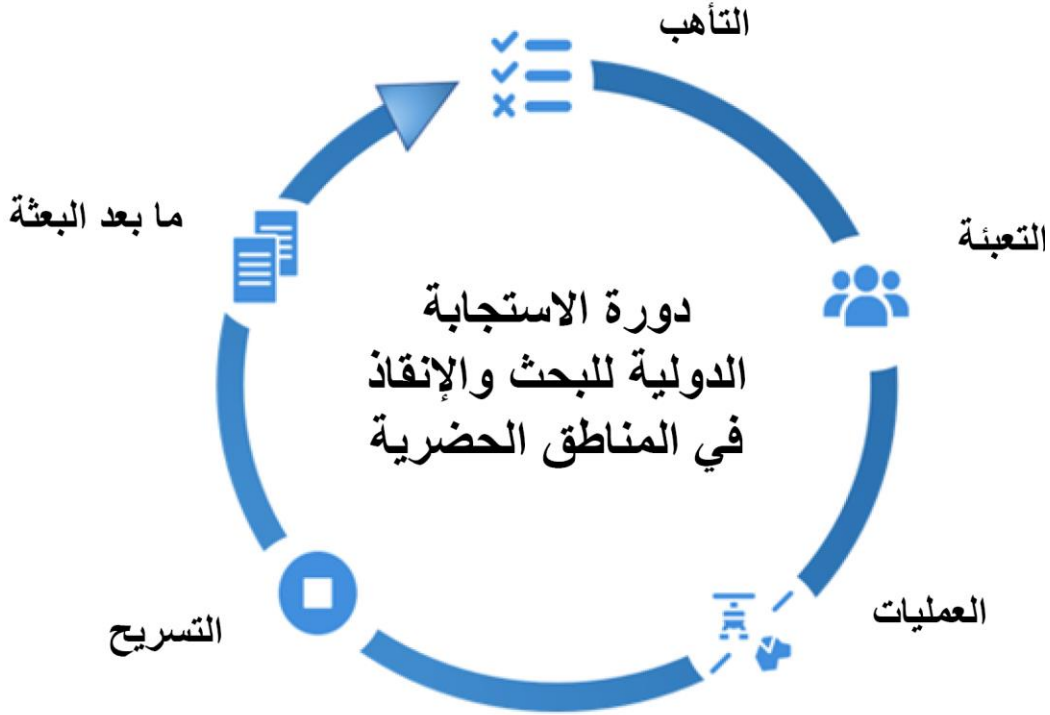 التأهب
التعبئة
العمليات
التسريح
ما بعد البعثة
دورة الاستجابة
الدولية للبحث والإنقاذ
في المناطق الحضرية